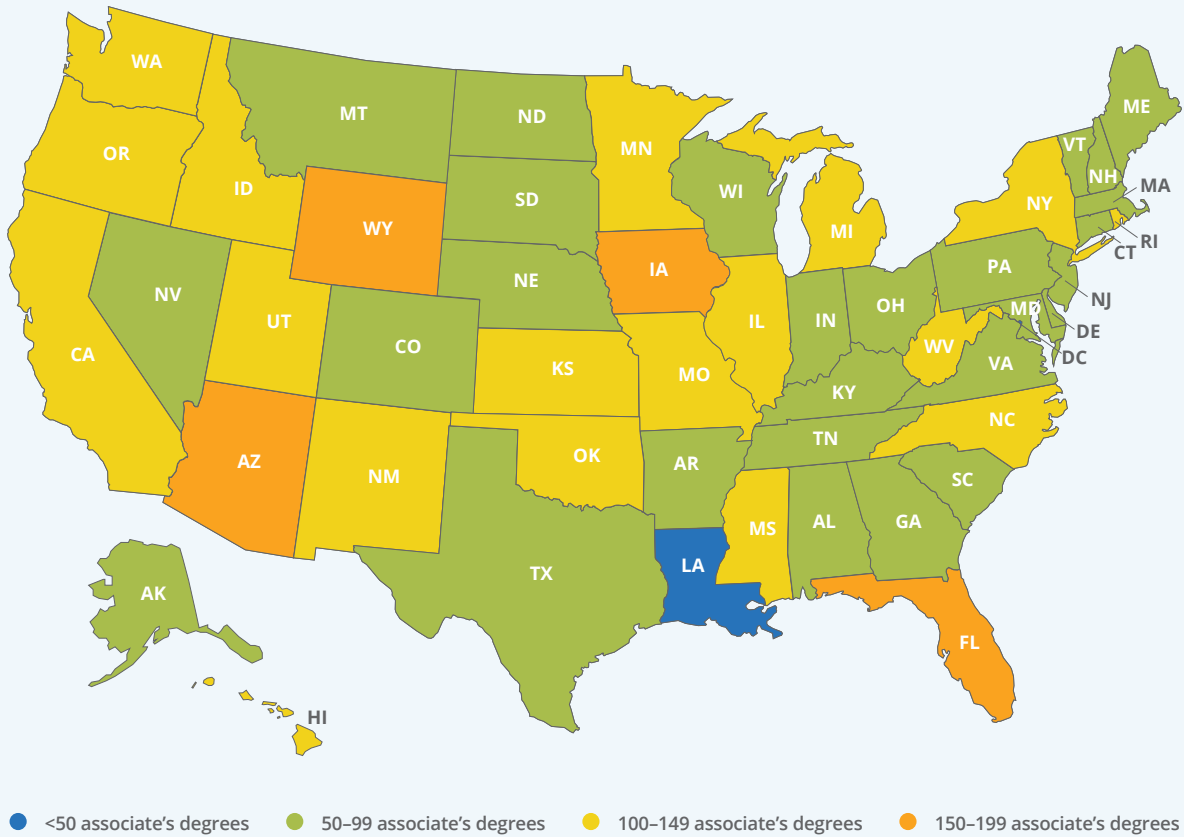 WA
MT
ND
ME
OR
MN
VT
ID
NH
WI
MA
SD
NY
WY
MI
RI
CT
IA
PA
NE
NV
NJ
OH
MD
UT
IL
IN
DE
CO
WV
DC
CA
VA
KS
MO
KY
NC
TN
AZ
OK
AR
NM
SC
MS
AL
GA
LA
TX
AK
FL
HI
<50 associate’s degrees
50–99 associate’s degrees
100–149 associate’s degrees
150–199 associate’s degrees